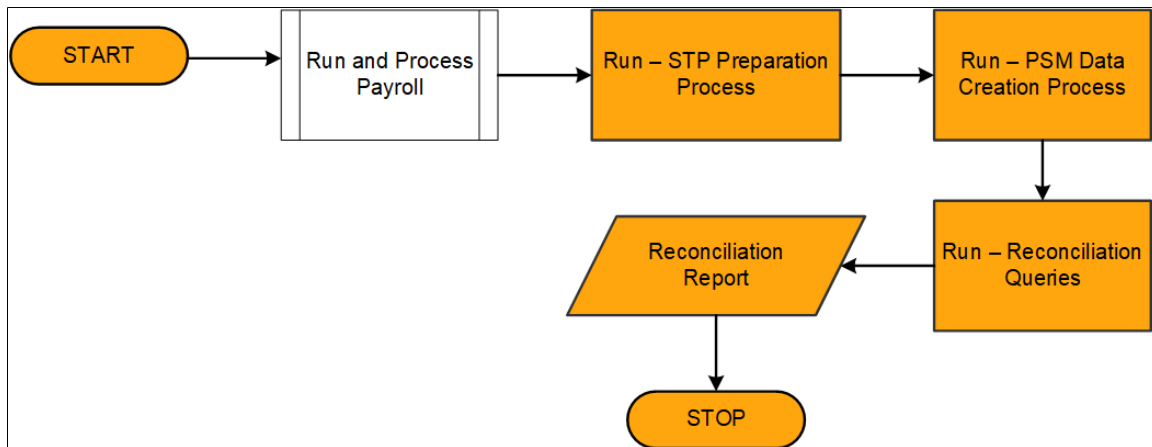 START
Run and Process
Payroll
Run – STP Preparation
Process
Run – PSM Data
Creation Process
Run – Reconciliation
Queries
Reconciliation
Report
STOP